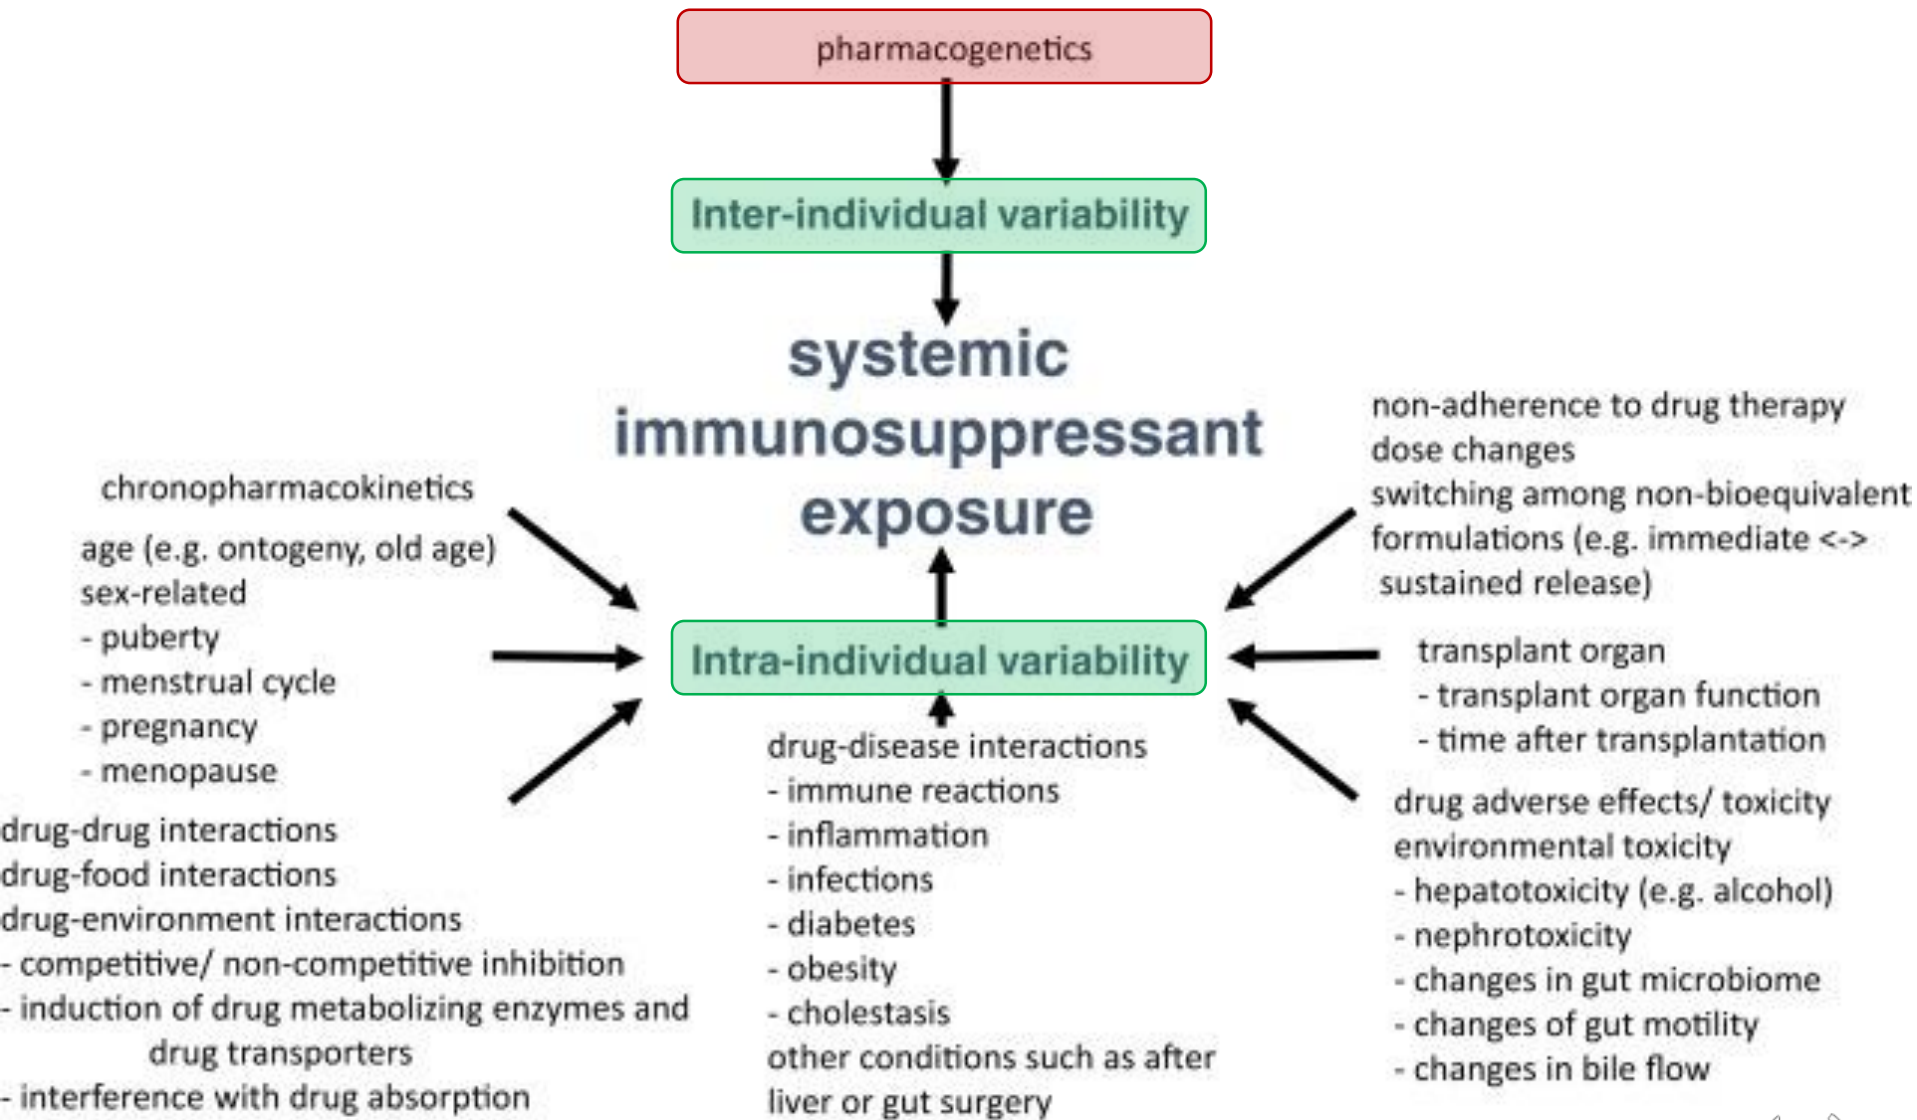 pharmacogenetics
Inter-individual variability
systemic
immunosuppressant
exposure
chronopharmacokinetics
age (e.g. ontogeny, old age)
sex-related
- puberty
- menstrual cycle
- pregnancy
- menopause
drug-drug interactions
drug-food interactions
drug-environment interactions
- competitive/ non-competitive inhibition
- induction of drug metabolizing enzymes and
drug transporters
- interference with drug absorption
Intra-individual variability
drug-disease interactions
- immune reactions
- inflammation
- infections
- diabetes
- obesity
- cholestasis
other conditions such as after
liver or gut surgery
non-adherence to drug therapy
dose changes
switching among non-bioequivalent
formulations (e.g. immediate <->
sustained release)
transplant organ
- transplant organ function
- time after transplantation
drug adverse effects/ toxicity
environmental toxicity
- hepatotoxicity (e.g. alcohol)
- nephrotoxicity
- changes in gut microbiome
- changes of gut motility
- changes in bile flow